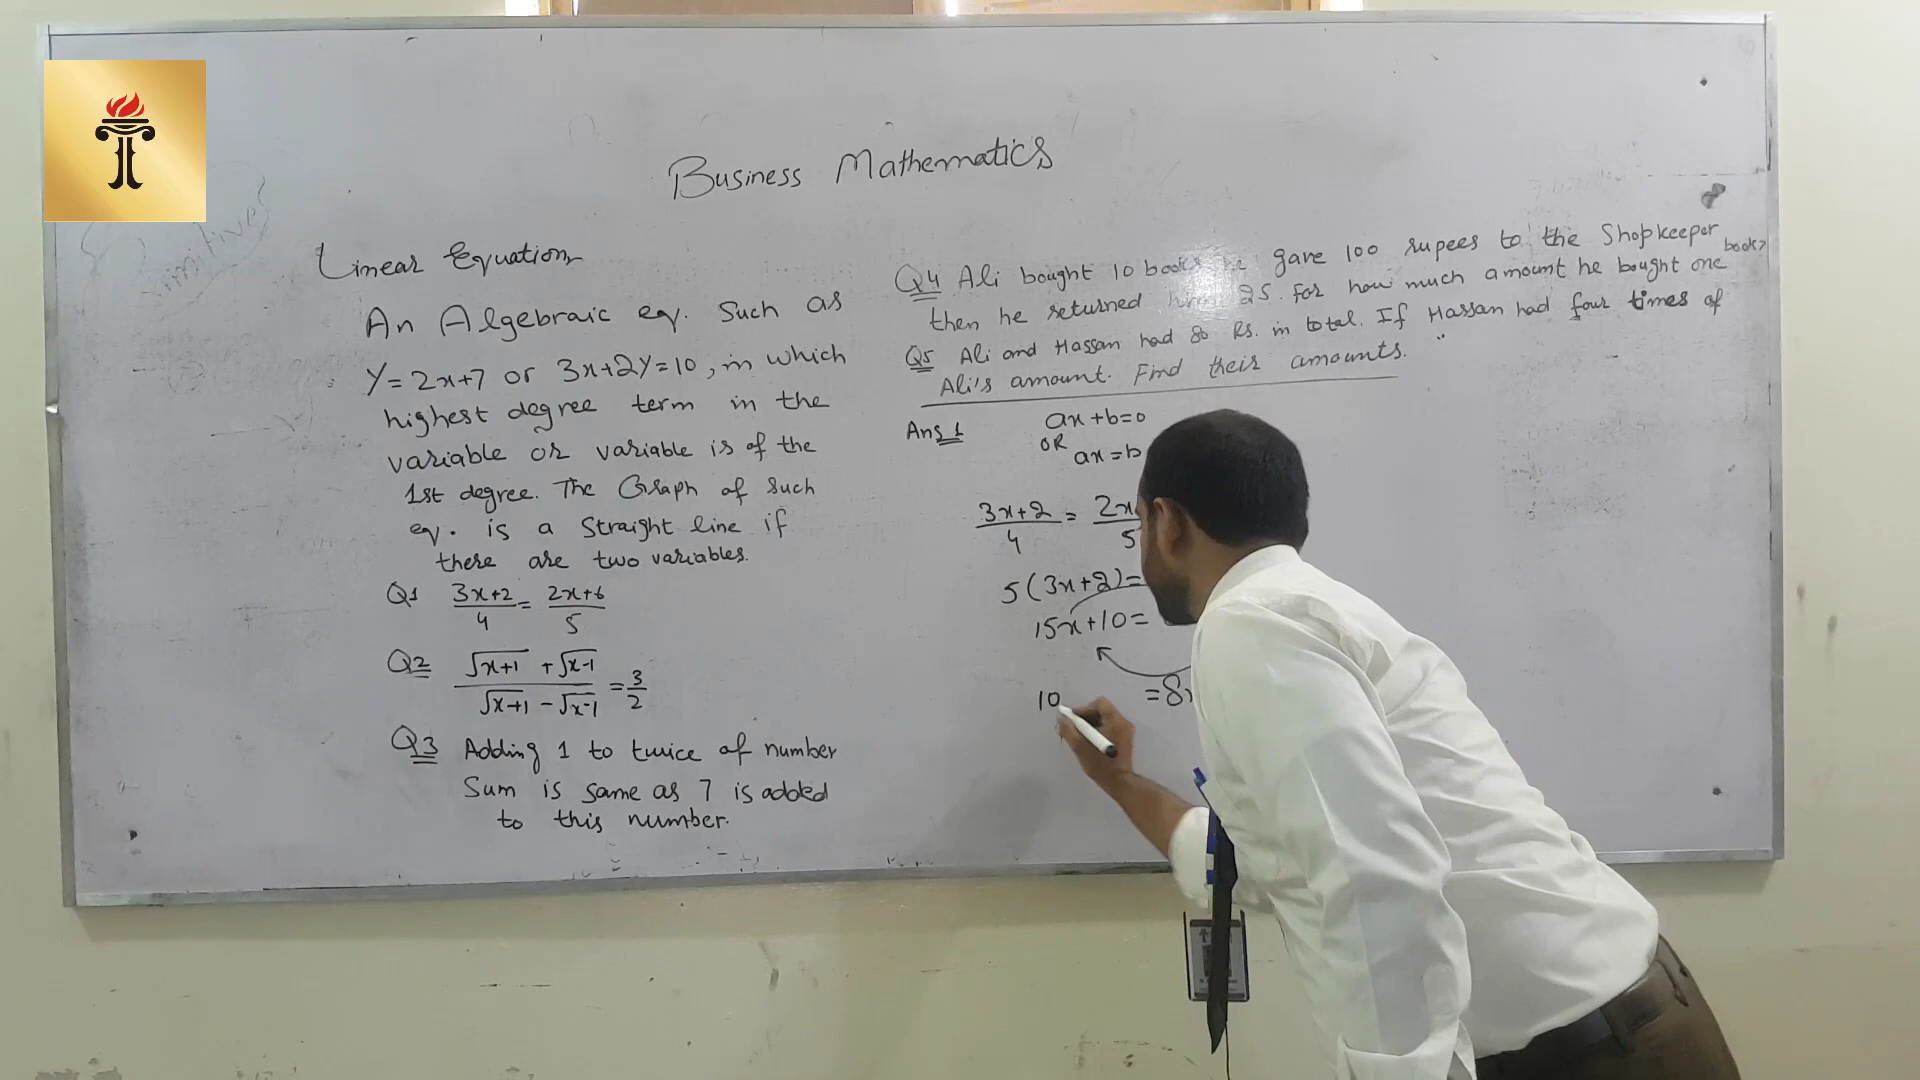 Business Mathematics
Linear Equation
An Algebraic eq. Such as
Y=2x+7 or 3x+2Y=10, in which
highest degree term in the
variable or variable is of the
1st degree. The Graph of such
eq. is a Straight line if
there are two variables.
Q1 (3x+2)/4 = (2x+6)/5
Q2 (√x+1 + √x-1)/(√x+1 - √x-1) = 3/2
Q3 Adding 1 to twice of number
Sum is same as 7 is added
to this number.
Q4 Ali bought 10 books he gave 100 rupees to the Shopkeeper
then he returned him 25. For how much amount he bought one book?
Q5 Ali and Hassan had 80 Rs. in total. If Hassan had four times of
Ali's amount. Find their amounts.
Ans 1
ax+b=0
OR
ax=b
(3x+2)/4 = 2x/5
5(3x+2)=
15x+10=
10 =8